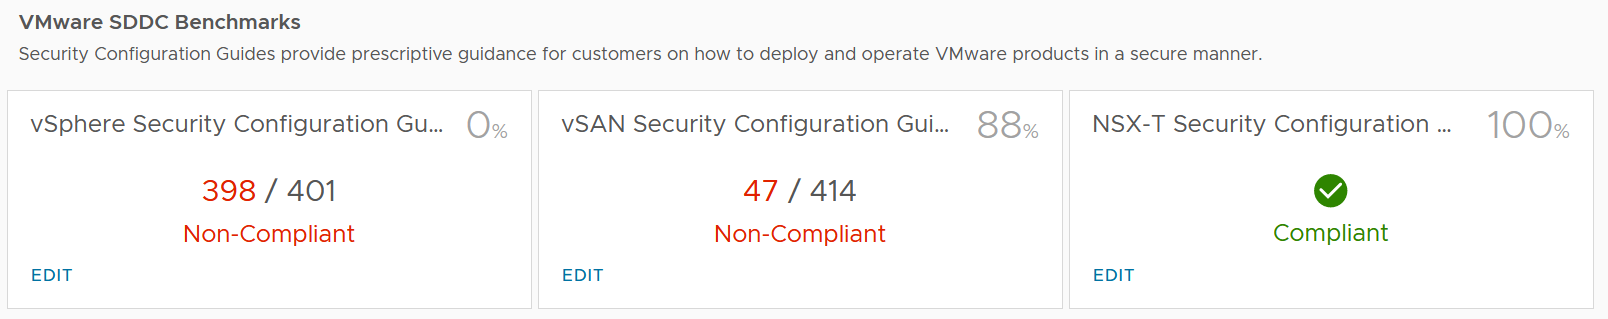 VMware SDDC Benchmarks
Security Configuration Guides provide prescriptive guidance for customers on how to deploy and operate VMware products in a secure manner.
vSphere Security Configuration Gu... 0%
398 / 401
Non-Compliant
EDIT
vSAN Security Configuration Gui... 88%
47 / 414
Non-Compliant
EDIT
NSX-T Security Configuration ... 100%
Compliant
EDIT